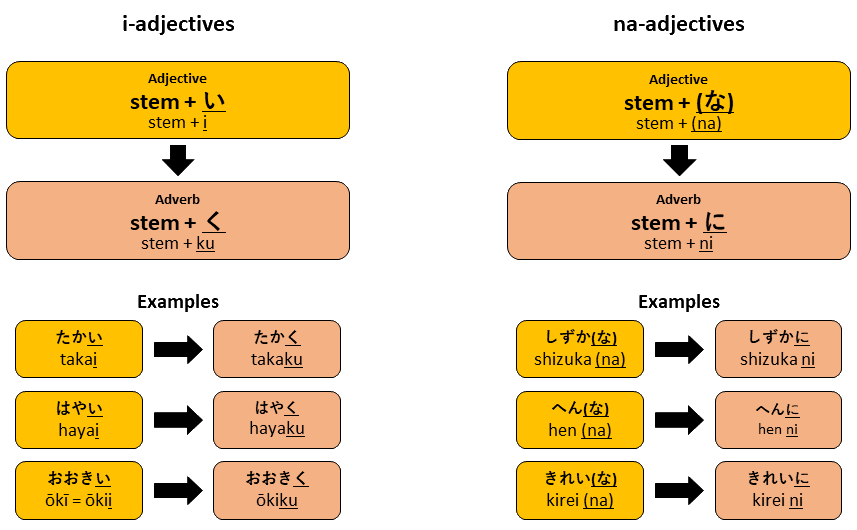 i-adjectives
Adjective
stem + い
stem + i
Adverb
stem + く
stem + ku
Examples
たかい
takai
たかく
takaku
はやい
hayai
はやく
hayaku
おおきい
ōkī = ōkii
おおきく
ōkiku
na-adjectives
Adjective
stem + (な)
stem + (na)
Adverb
stem + に
stem + ni
Examples
しずか(な)
shizuka (na)
しずかに
shizuka ni
へん(な)
hen (na)
へんに
hen ni
きれい(な)
kirei (na)
きれいに
kirei ni